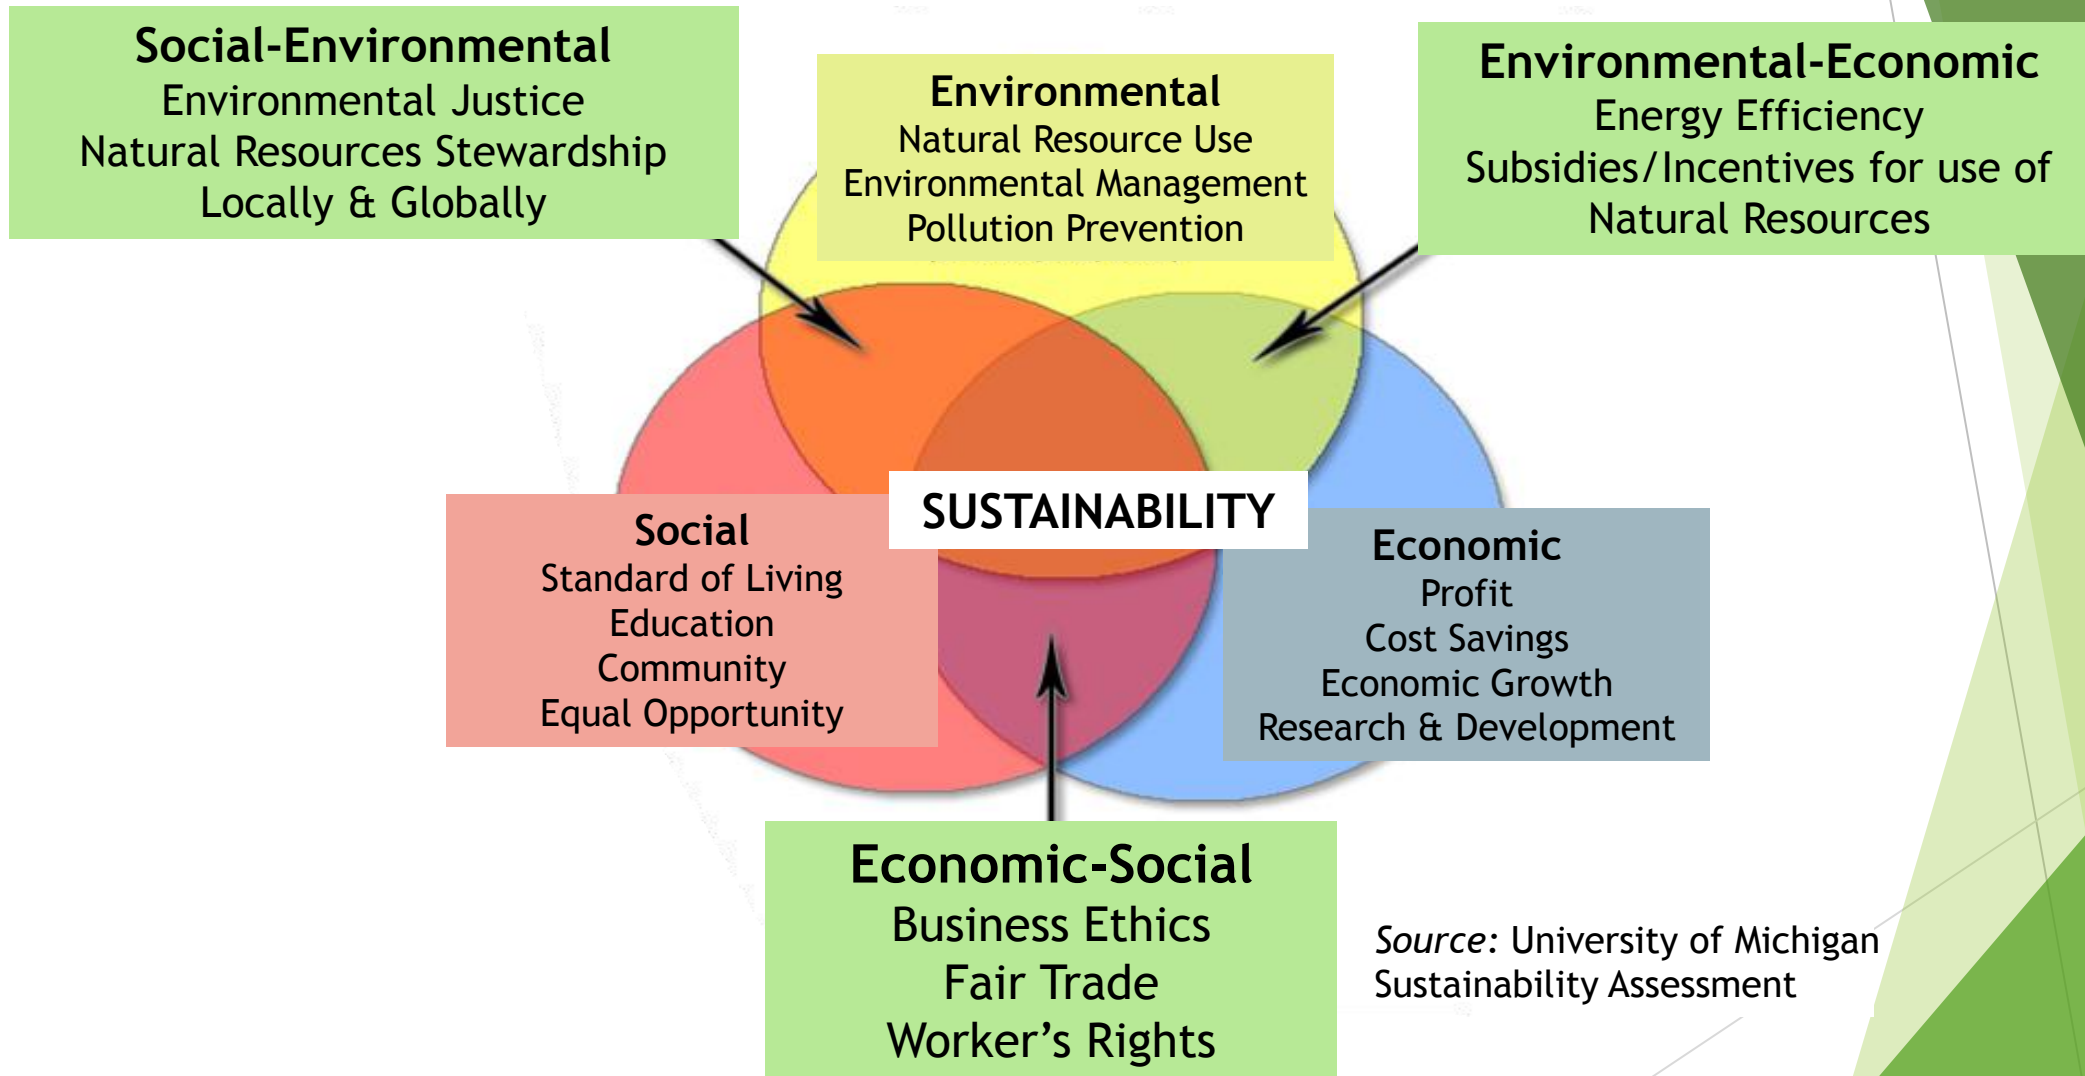 Social-Environmental
Environmental Justice
Natural Resources Stewardship
Locally & Globally
Environmental
Natural Resource Use
Environmental Management
Pollution Prevention
Environmental-Economic
Energy Efficiency
Subsidies/Incentives for use of
Natural Resources
SUSTAINABILITY
Social
Standard of Living
Education
Community
Equal Opportunity
Economic
Profit
Cost Savings
Economic Growth
Research & Development
Economic-Social
Business Ethics
Fair Trade
Worker’s Rights
Source: University of Michigan
Sustainability Assessment